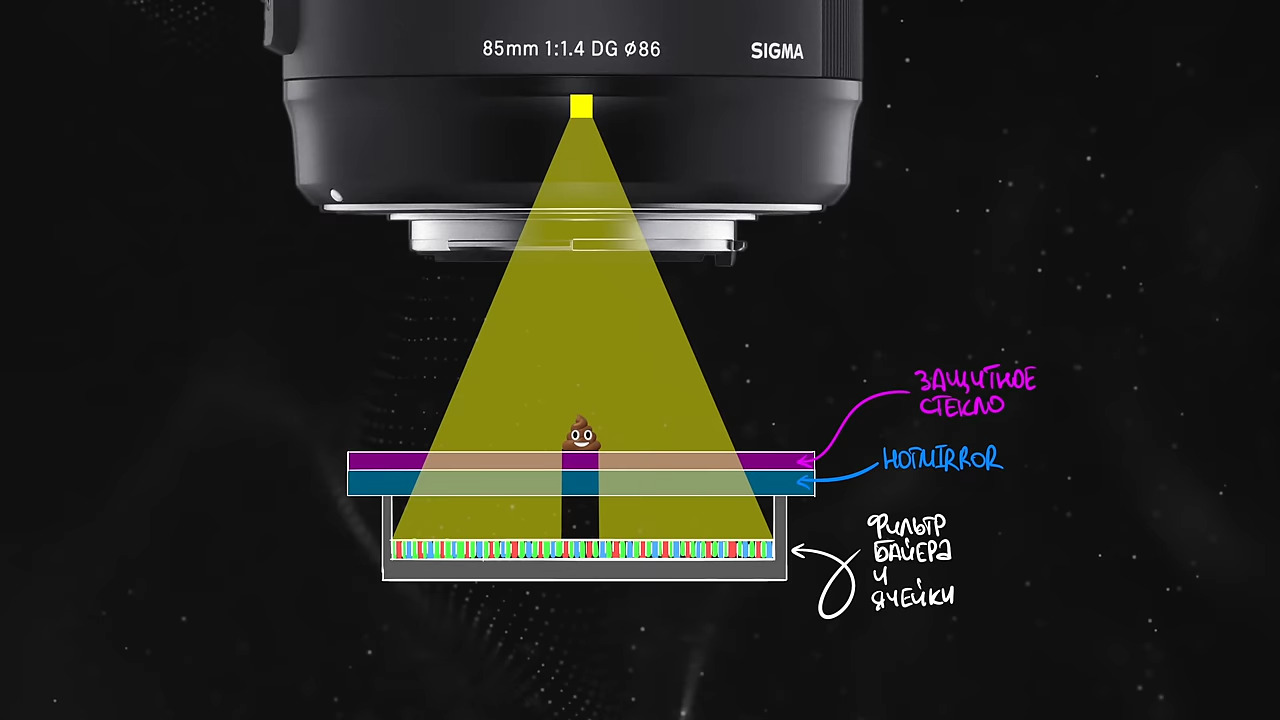 85mm 1:1.4 DG Ø86 SIGMA
ЗАЩИТНОЕ
СТЕКЛО
HOTMIRROR
ФИЛЬТР
БАЙЕРА
И
ЯЧЕЙКИ